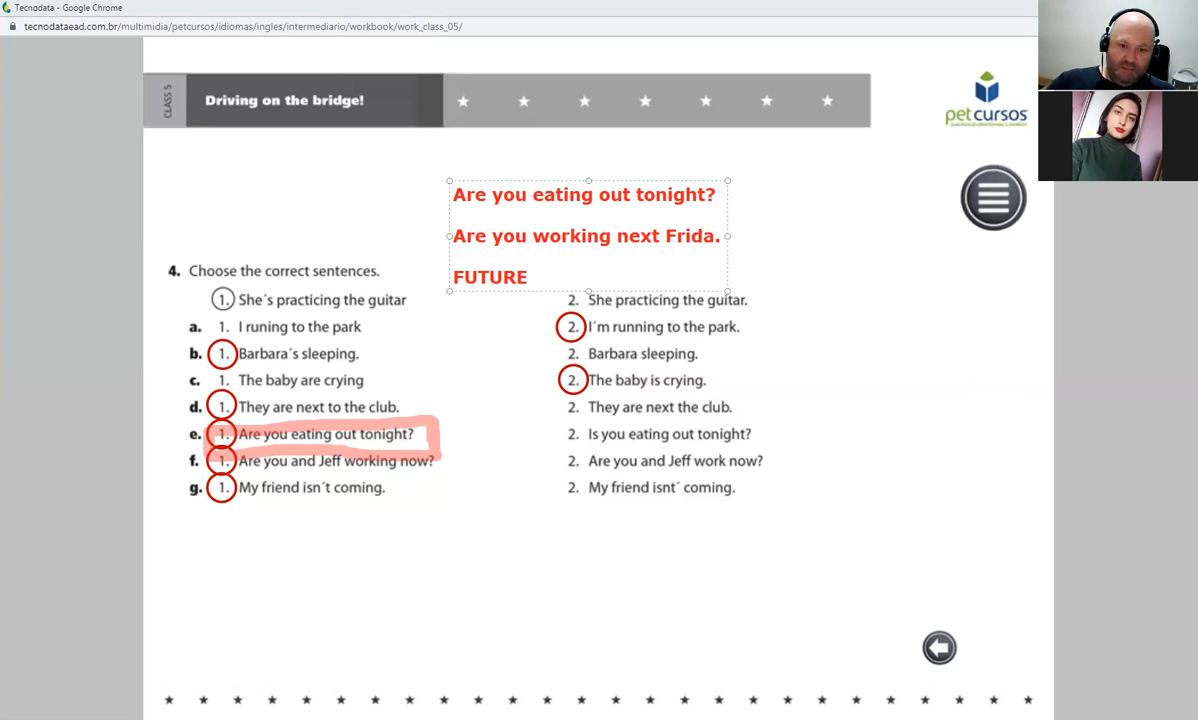 Tecnodata - Google Chrome
tecnodataead.com.br/multimidia/petcursos/idiomas/ingles/intermediario/workbook/work_class_05/
CLASS 5
Driving on the bridge!
petcursos
Are you eating out tonight?
Are you working next Frida.
FUTURE
4. Choose the correct sentences.
1. She´s practicing the guitar 2. She practicing the guitar.
a. 1. I runing to the park 2. I´m running to the park.
b. 1. Barbara´s sleeping. 2. Barbara sleeping.
c. 1. The baby are crying 2. The baby is crying.
d. 1. They are next to the club. 2. They are next the club.
e. 1. Are you eating out tonight? 2. Is you eating out tonight?
f. 1. Are you and Jeff working now? 2. Are you and Jeff work now?
g. 1. My friend isn´t coming. 2. My friend isnt´ coming.